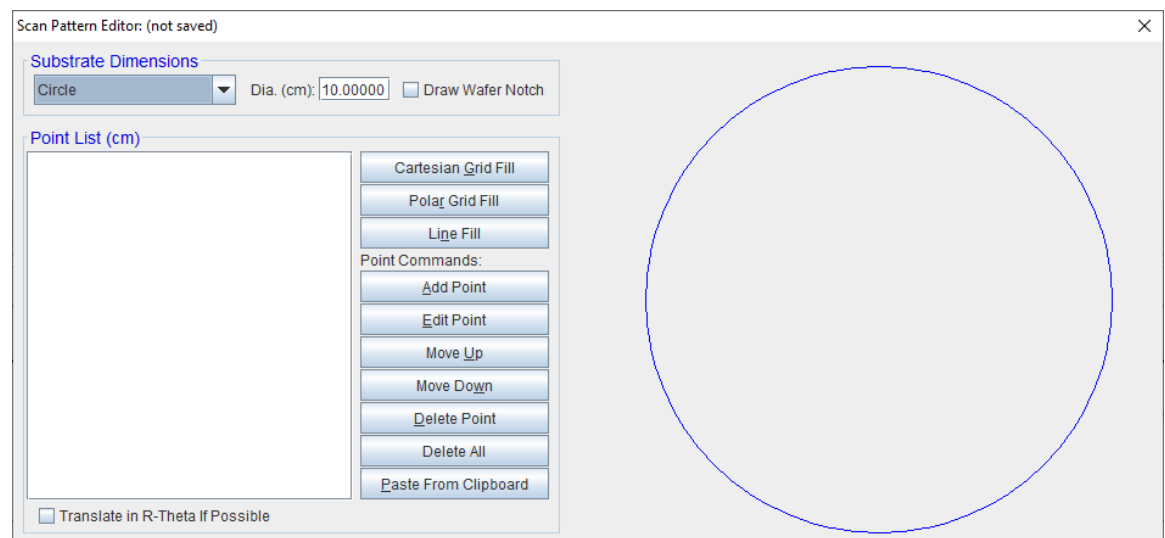 Scan Pattern Editor: (not saved)
Substrate Dimensions
Circle Dia. (cm): 10.00000 Draw Wafer Notch
Point List (cm)
Cartesian Grid Fill
Polar Grid Fill
Line Fill
Point Commands:
Add Point
Edit Point
Move Up
Move Down
Delete Point
Delete All
Paste From Clipboard
Translate in R-Theta If Possible